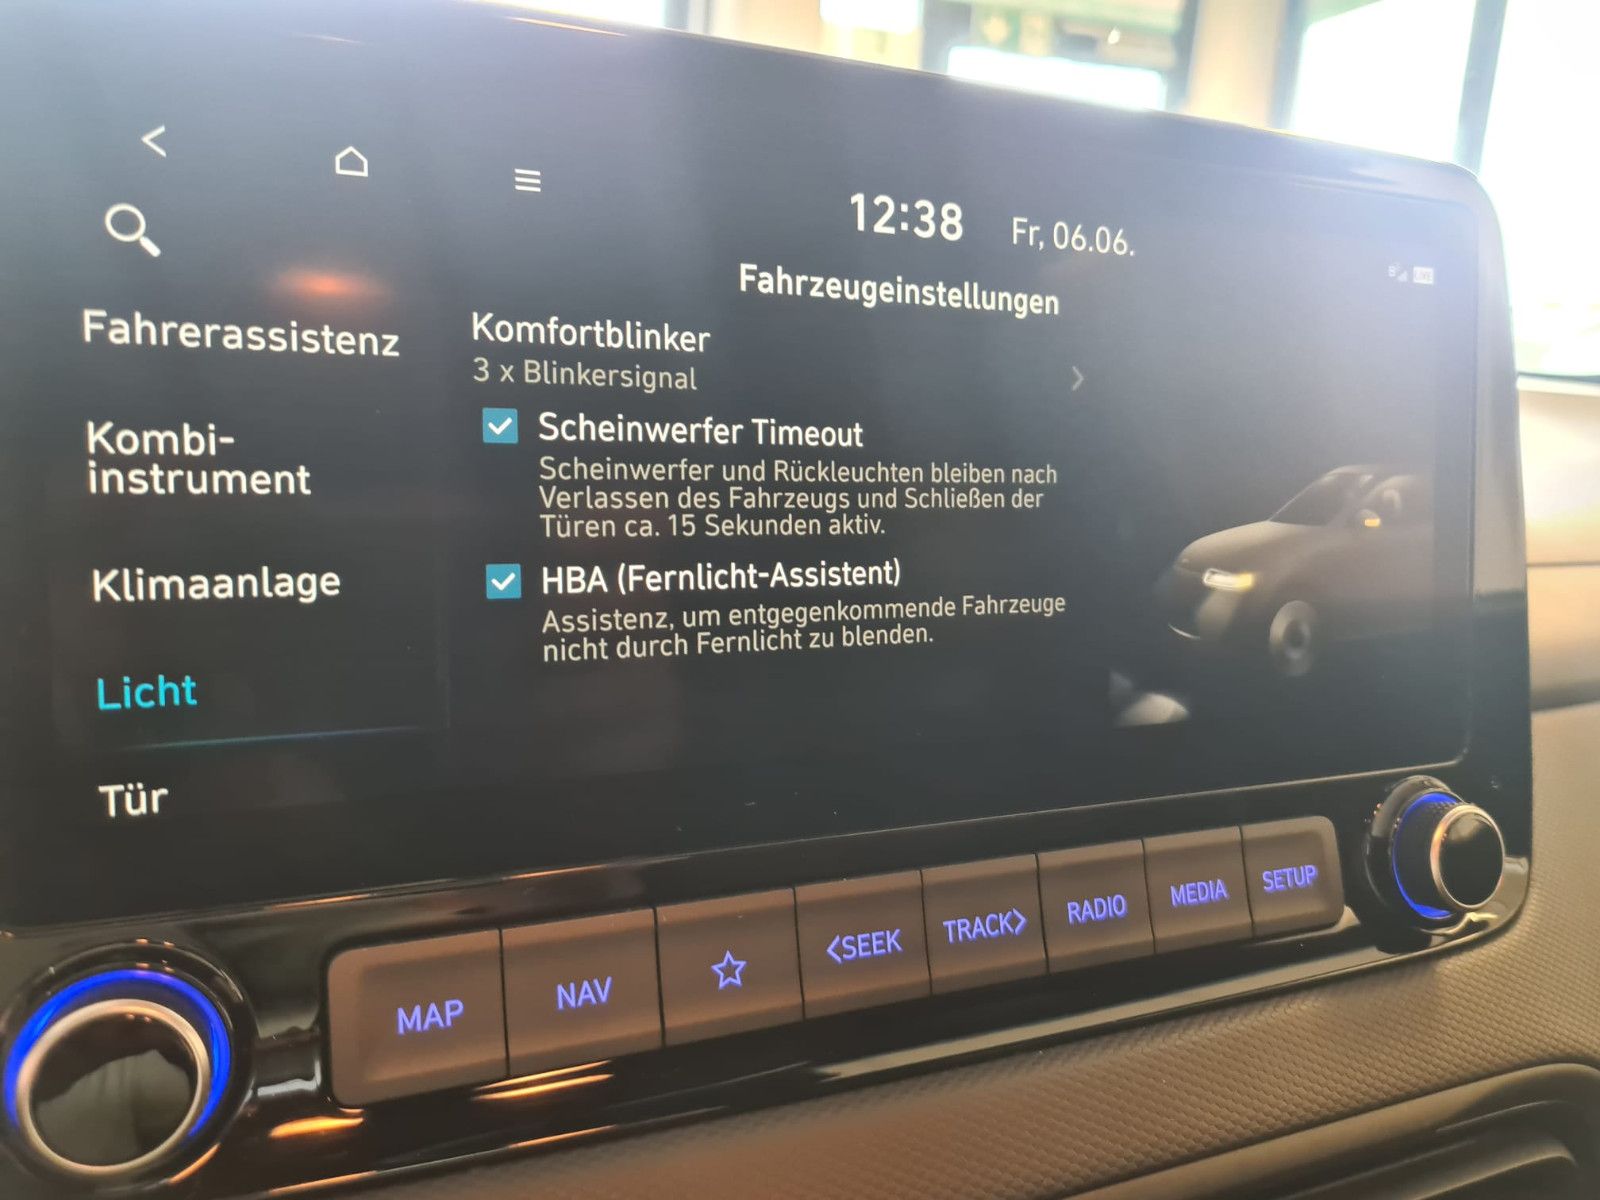 12:38
Fr, 06.06.
LIVE
Fahrzeugeinstellungen
Fahrerassistenz
Kombi-
instrument
Klimaanlage
Licht
Tür
Komfortblinker
3 x Blinkersignal
Scheinwerfer Timeout
Scheinwerfer und Rückleuchten bleiben nach
Verlassen des Fahrzeugs und Schließen der
Türen ca. 15 Sekunden aktiv.
HBA (Fernlicht-Assistent)
Assistenz, um entgegenkommende Fahrzeuge
nicht durch Fernlicht zu blenden.
MAP
NAV
<SEEK
TRACK>
RADIO
MEDIA
SETUP